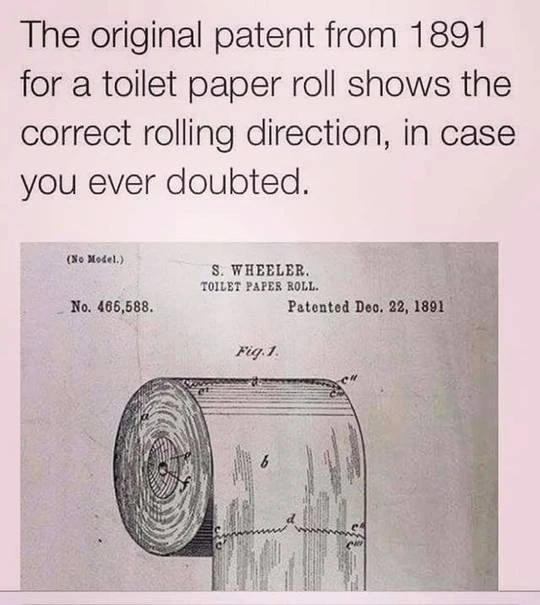 The original patent from 1891
for a toilet paper roll shows the
correct rolling direction, in case
you ever doubted.
(No Model.)
S. WHEELER.
TOILET PAPER ROLL.
No. 465,588.
Patented Dec. 22, 1891
Fig. 1.
a
c"
c'
a
e
f
b
d
c
c"
c'
c'''